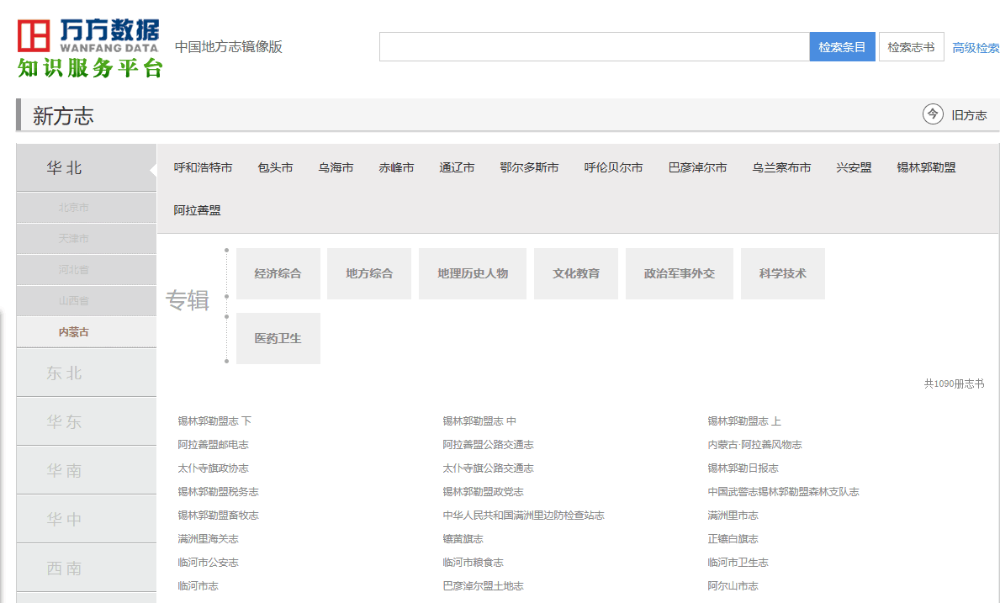 万方数据
WANFANG DATA
知识服务平台
中国地方志镜像版
检索条目 检索志书 高级检索
新方志
今 旧方志
华北
北京市
天津市
河北省
山西省
内蒙古
东北
华东
华南
华中
西南
呼和浩特市 包头市 乌海市 赤峰市 通辽市 鄂尔多斯市 呼伦贝尔市 巴彦淖尔市 乌兰察布市 兴安盟 锡林郭勒盟
阿拉善盟
专辑
经济综合 地方综合 地理历史人物 文化教育 政治军事外交 科学技术
医药卫生
共1090册志书
锡林郭勒盟志 下 锡林郭勒盟志 中 锡林郭勒盟志 上
阿拉善盟邮电志 阿拉善盟公路交通志 内蒙古·阿拉善风物志
太仆寺旗政协志 太仆寺旗公路交通志 锡林郭勒日报志
锡林郭勒盟税务志 锡林郭勒盟政党志 中国武警志锡林郭勒盟森林支队志
锡林郭勒盟畜牧志 中华人民共和国满洲里边防检查站志 满洲里市志
满洲里海关志 镶黄旗志 正镶白旗志
临河市公安志 临河市粮食志 临河市卫生志
临河市志 巴彦淖尔盟土地志 阿尔山市志